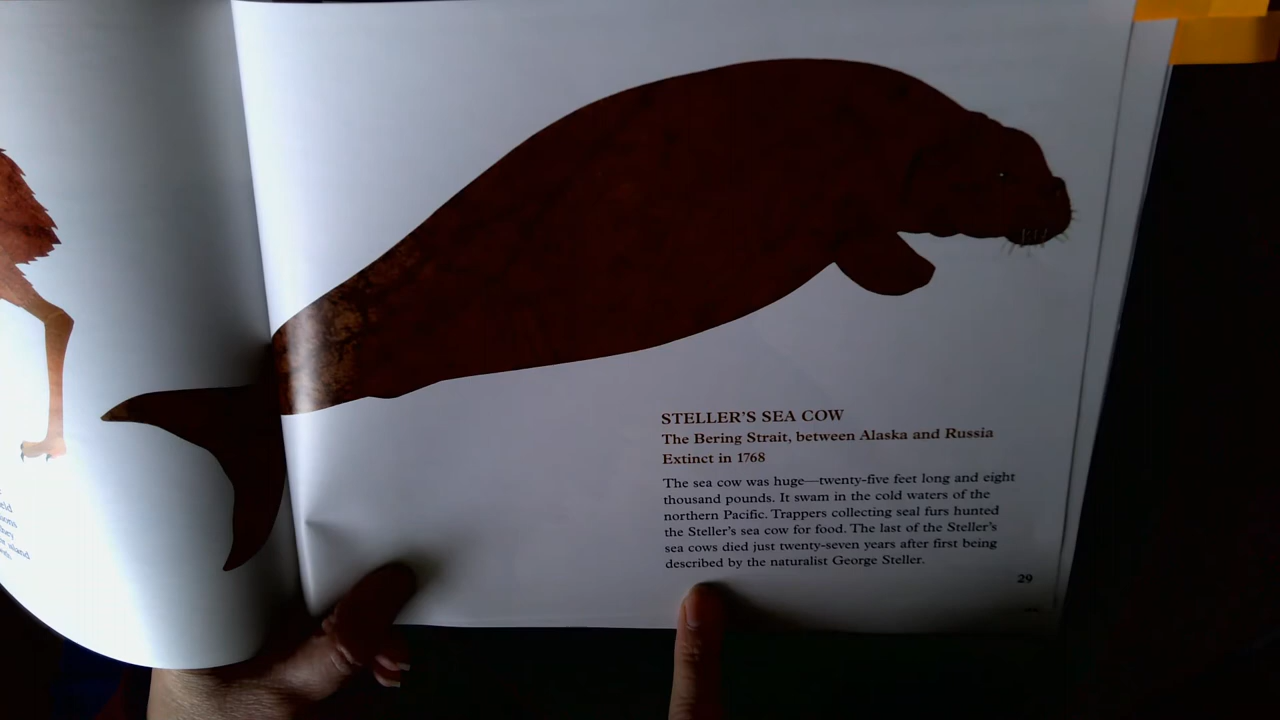 STELLER'S SEA COW
The Bering Strait, between Alaska and Russia
Extinct in 1768
The sea cow was huge—twenty-five feet long and eight
thousand pounds. It swam in the cold waters of the
northern Pacific. Trappers collecting seal furs hunted
the Steller's sea cow for food. The last of the Steller's
sea cows died just twenty-seven years after first being
described by the naturalist George Steller.
29